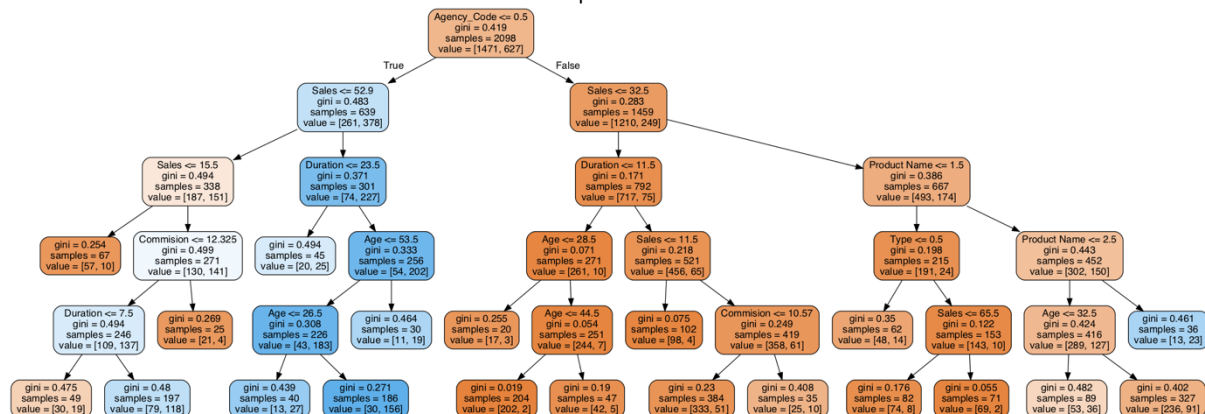 Agency_Code <= 0.5
gini = 0.419
samples = 2098
value = [1471, 627]
True
False
Sales <= 52.9
gini = 0.483
samples = 639
value = [261, 378]
Sales <= 32.5
gini = 0.283
samples = 1459
value = [1210, 249]
Sales <= 15.5
gini = 0.494
samples = 338
value = [187, 151]
Duration <= 23.5
gini = 0.371
samples = 301
value = [74, 227]
Duration <= 11.5
gini = 0.171
samples = 792
value = [717, 75]
Product Name <= 1.5
gini = 0.386
samples = 667
value = [493, 174]
gini = 0.254
samples = 67
value = [57, 10]
Commision <= 12.325
gini = 0.499
samples = 271
value = [130, 141]
gini = 0.494
samples = 45
value = [20, 25]
Age <= 53.5
gini = 0.333
samples = 256
value = [54, 202]
Age <= 28.5
gini = 0.071
samples = 271
value = [261, 10]
Sales <= 11.5
gini = 0.218
samples = 521
value = [456, 65]
Type <= 0.5
gini = 0.198
samples = 215
value = [191, 24]
Product Name <= 2.5
gini = 0.443
samples = 452
value = [302, 150]
Duration <= 7.5
gini = 0.494
samples = 246
value = [109, 137]
gini = 0.269
samples = 25
value = [21, 4]
Age <= 26.5
gini = 0.308
samples = 226
value = [43, 183]
gini = 0.464
samples = 30
value = [11, 19]
gini = 0.255
samples = 20
value = [17, 3]
Age <= 44.5
gini = 0.054
samples = 251
value = [244, 7]
gini = 0.075
samples = 102
value = [98, 4]
Commision <= 10.57
gini = 0.249
samples = 419
value = [358, 61]
gini = 0.35
samples = 62
value = [48, 14]
Sales <= 65.5
gini = 0.122
samples = 153
value = [143, 10]
Age <= 32.5
gini = 0.424
samples = 416
value = [289, 127]
gini = 0.461
samples = 36
value = [13, 23]
gini = 0.475
samples = 49
value = [30, 19]
gini = 0.48
samples = 197
value = [79, 118]
gini = 0.439
samples = 40
value = [13, 27]
gini = 0.271
samples = 186
value = [30, 156]
gini = 0.019
samples = 204
value = [202, 2]
gini = 0.19
samples = 47
value = [42, 5]
gini = 0.23
samples = 384
value = [333, 51]
gini = 0.408
samples = 35
value = [25, 10]
gini = 0.176
samples = 82
value = [74, 8]
gini = 0.055
samples = 71
value = [69, 2]
gini = 0.482
samples = 89
value = [53, 36]
gini = 0.402
samples = 327
value = [236, 91]